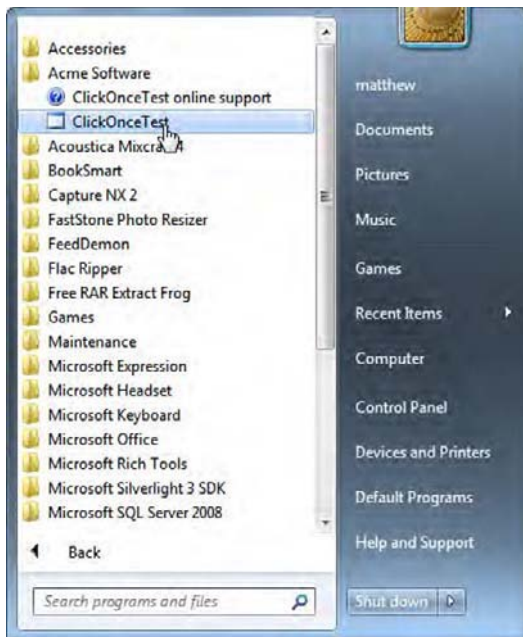 Accessories
Acme Software
ClickOnceTest online support
ClickOnceTest
Acoustica Mixcra 4
BookSmart
Capture NX 2
FastStone Photo Resizer
FeedDemon
Flac Ripper
Free RAR Extract Frog
Games
Maintenance
Microsoft Expression
Microsoft Headset
Microsoft Keyboard
Microsoft Office
Microsoft Rich Tools
Microsoft Silverlight 3 SDK
Microsoft SQL Server 2008
Back
Search programs and files
matthew
Documents
Pictures
Music
Games
Recent Items
Computer
Control Panel
Devices and Printers
Default Programs
Help and Support
Shut down